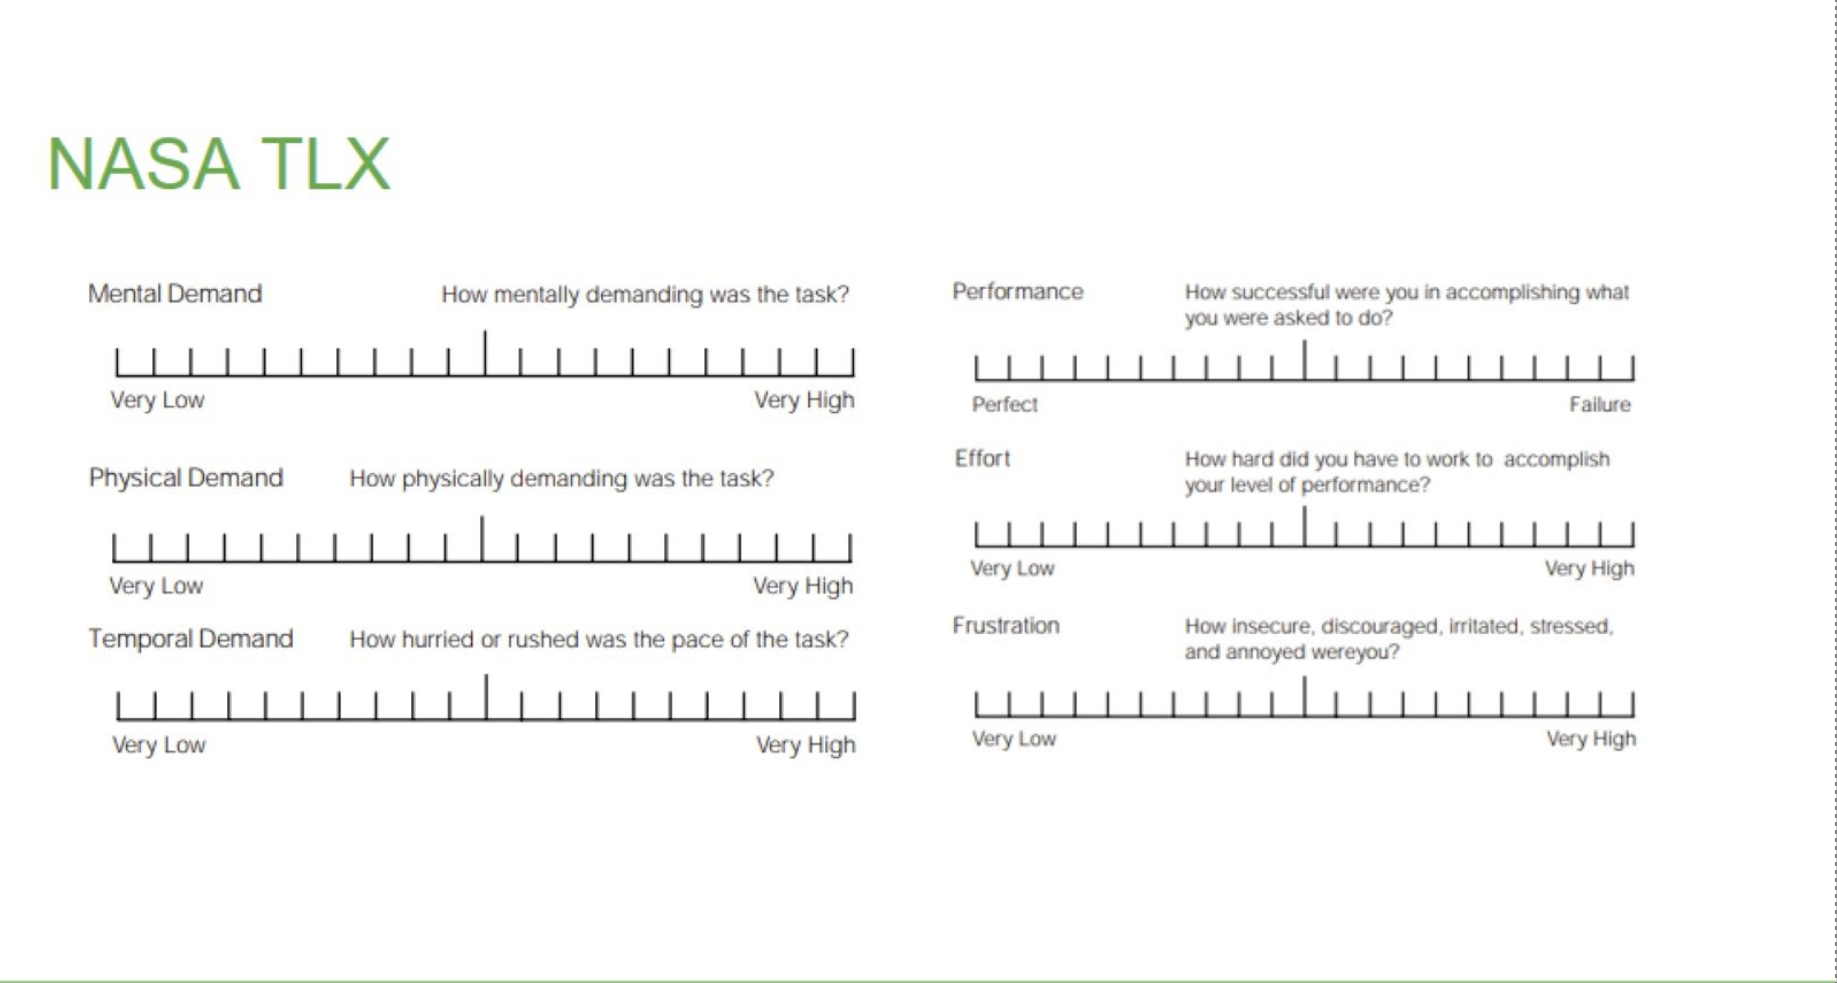 NASA TLX
Mental Demand How mentally demanding was the task?
Very Low Very High
Physical Demand How physically demanding was the task?
Very Low Very High
Temporal Demand How hurried or rushed was the pace of the task?
Very Low Very High
Performance How successful were you in accomplishing what
you were asked to do?
Perfect Failure
Effort How hard did you have to work to accomplish
your level of performance?
Very Low Very High
Frustration How insecure, discouraged, irritated, stressed,
and annoyed wereyou?
Very Low Very High